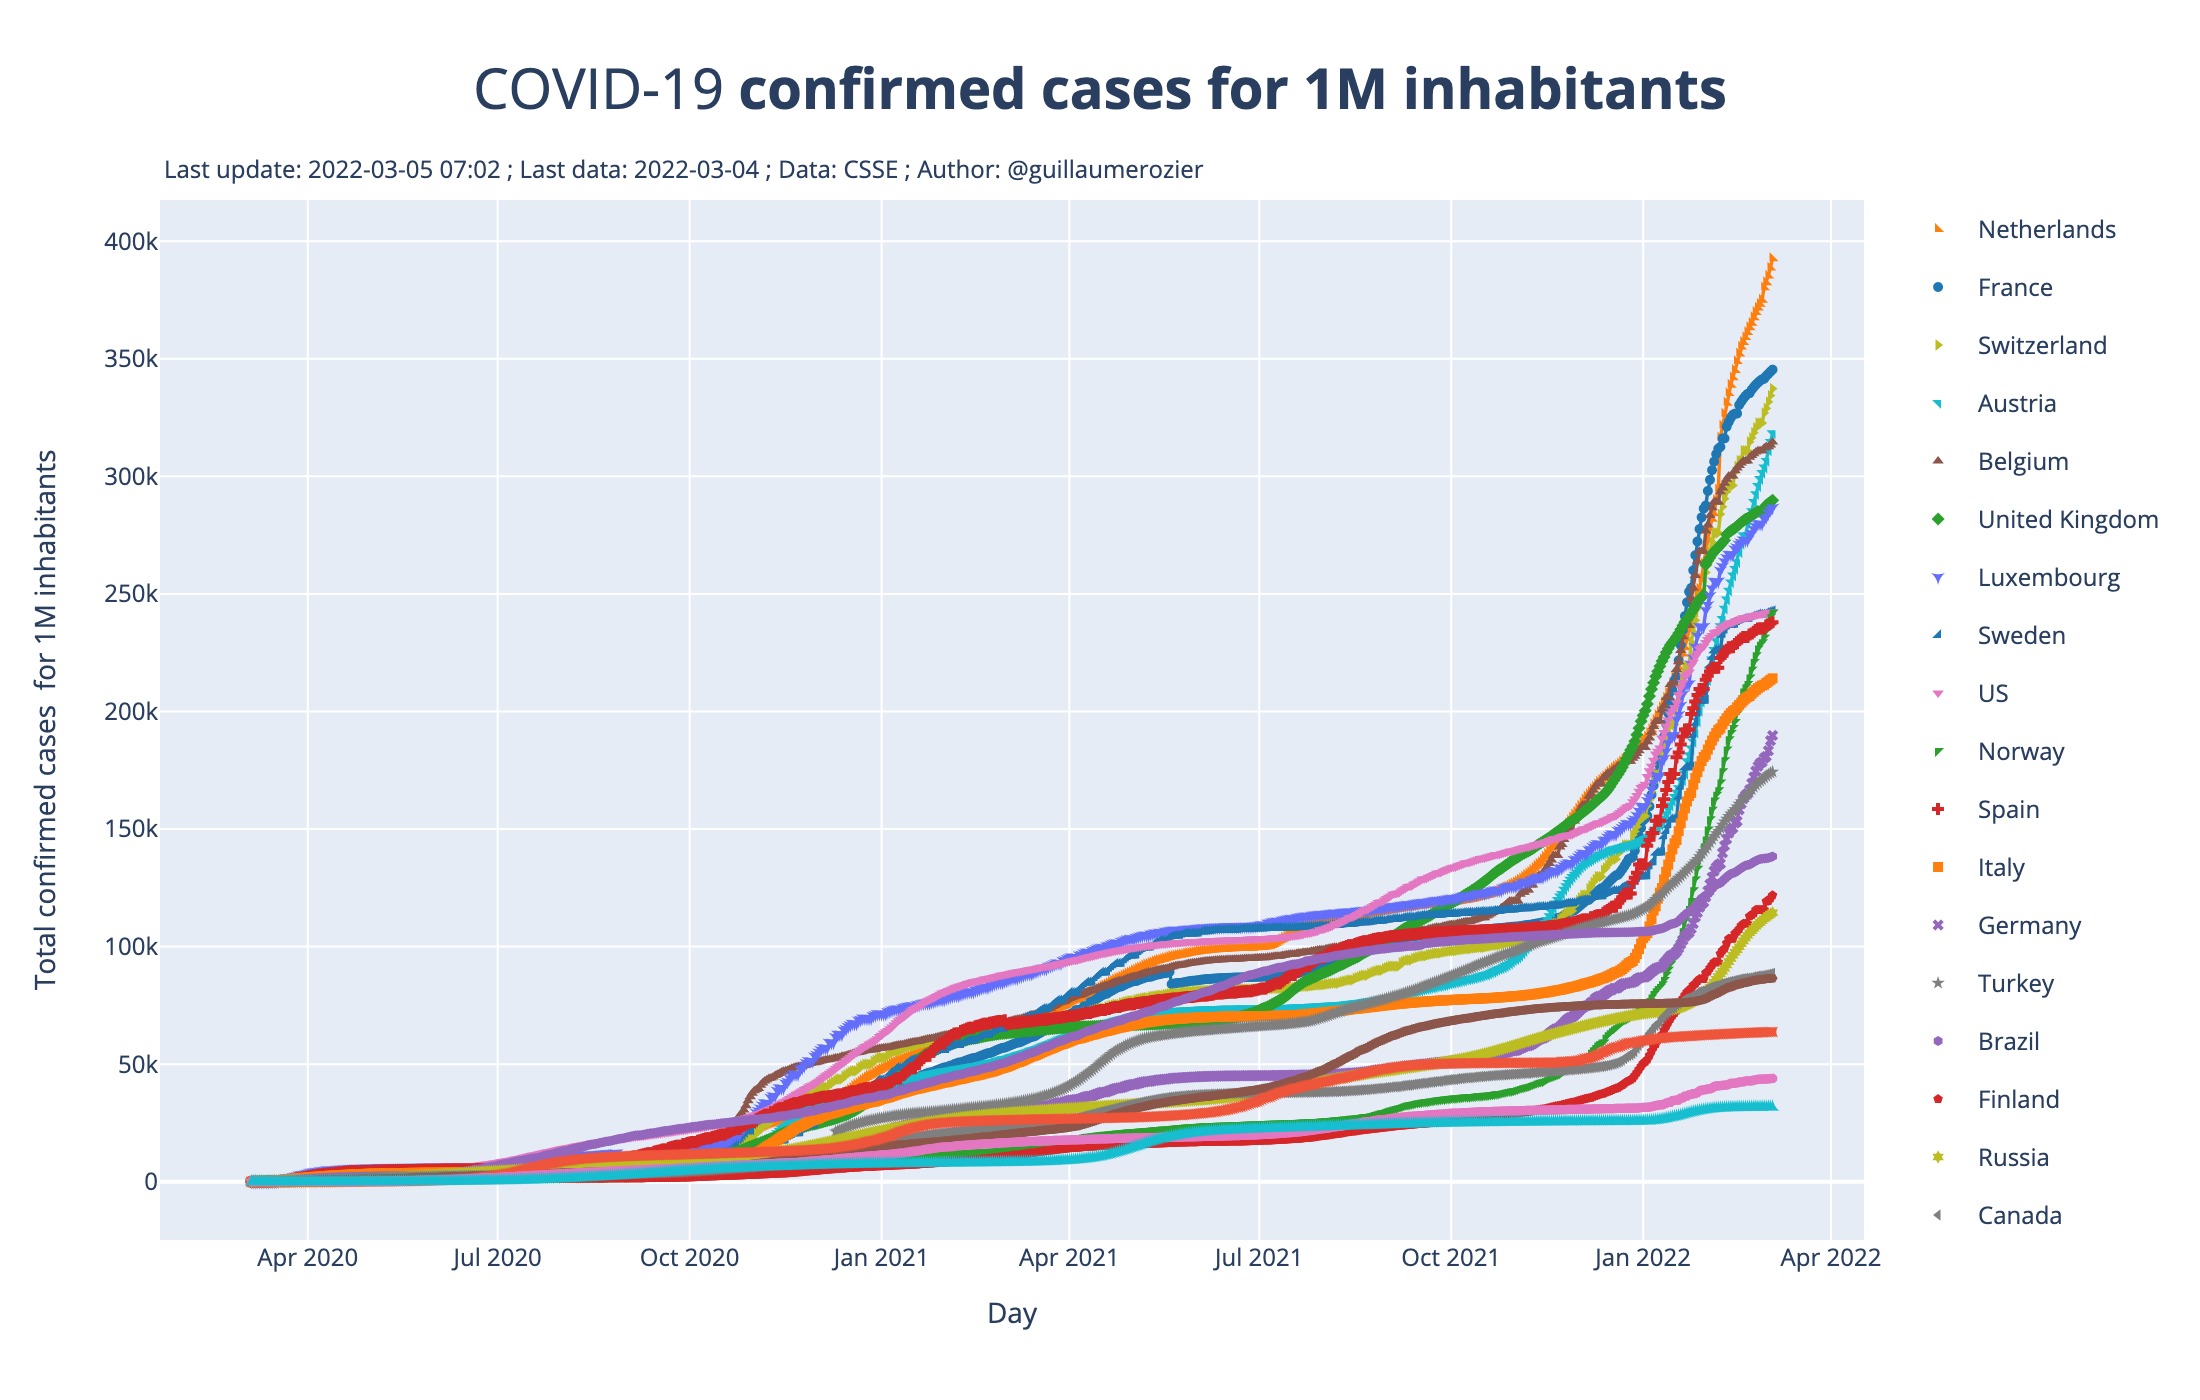 COVID-19 confirmed cases for 1M inhabitants
Last update: 2022-03-05 07:02 ; Last data: 2022-03-04 ; Data: CSSE ; Author: @guillaumerozier
Total confirmed cases for 1M inhabitants
400k
350k
300k
250k
200k
150k
100k
50k
0
Apr 2020
Jul 2020
Oct 2020
Jan 2021
Apr 2021
Jul 2021
Oct 2021
Jan 2022
Apr 2022
Day
Netherlands
France
Switzerland
Austria
Belgium
United Kingdom
Luxembourg
Sweden
US
Norway
Spain
Italy
Germany
Turkey
Brazil
Finland
Russia
Canada